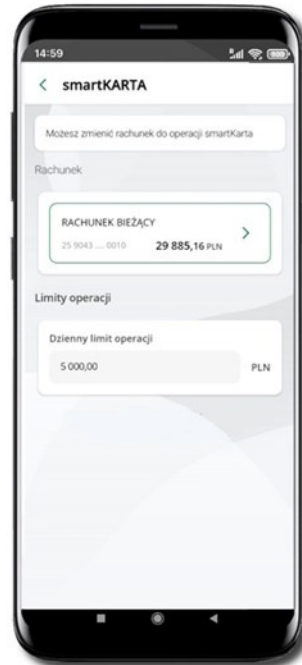 14:59
smartKARTA
Możesz zmienić rachunek do operacji smartKarta
Rachunek
RACHUNEK BIEŻĄCY
25 9043 .... 0010 29 885,16 PLN
Limity operacji
Dzienny limit operacji
5 000,00 PLN